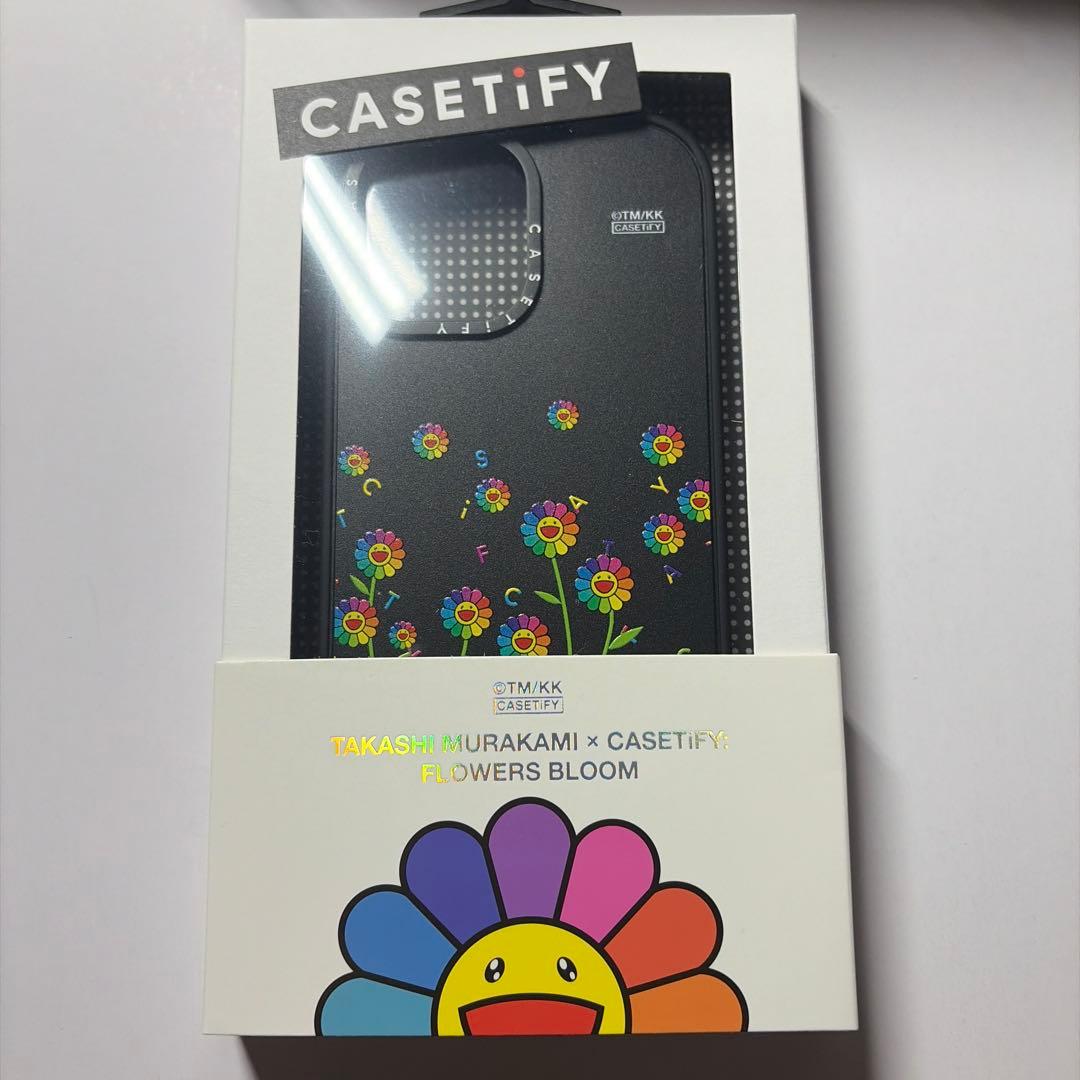 CASETiFY
©TM/KK
CASETiFY
CASETiFY
S
C
i
A
Y
T
F
T
A
T
C
©TM/KK
CASETiFY
TAKASHI MURAKAMI × CASETiFY:
FLOWERS BLOOM